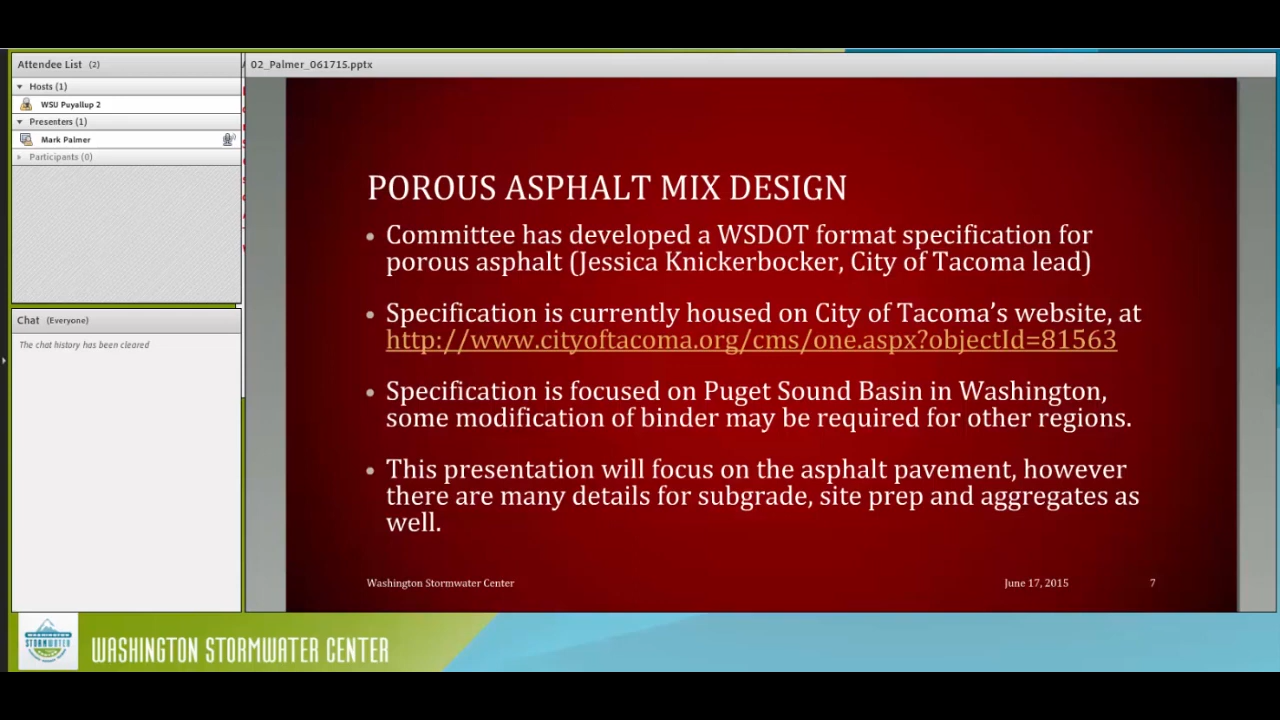 Attendee List (2)
Hosts (1)
WSU Puyallup 2
Presenters (1)
Mark Palmer
Participants (0)
Chat (Everyone)
The chat history has been cleared
02_Palmer_061715.pptx
POROUS ASPHALT MIX DESIGN
• Committee has developed a WSDOT format specification for
porous asphalt (Jessica Knickerbocker, City of Tacoma lead)
• Specification is currently housed on City of Tacoma’s website, at
http://www.cityoftacoma.org/cms/one.aspx?objectId=81563
• Specification is focused on Puget Sound Basin in Washington,
some modification of binder may be required for other regions.
• This presentation will focus on the asphalt pavement, however
there are many details for subgrade, site prep and aggregates as
well.
Washington Stormwater Center
June 17, 2015
7
WASHINGTON
STORMWATER
WASHINGTON STORMWATER CENTER